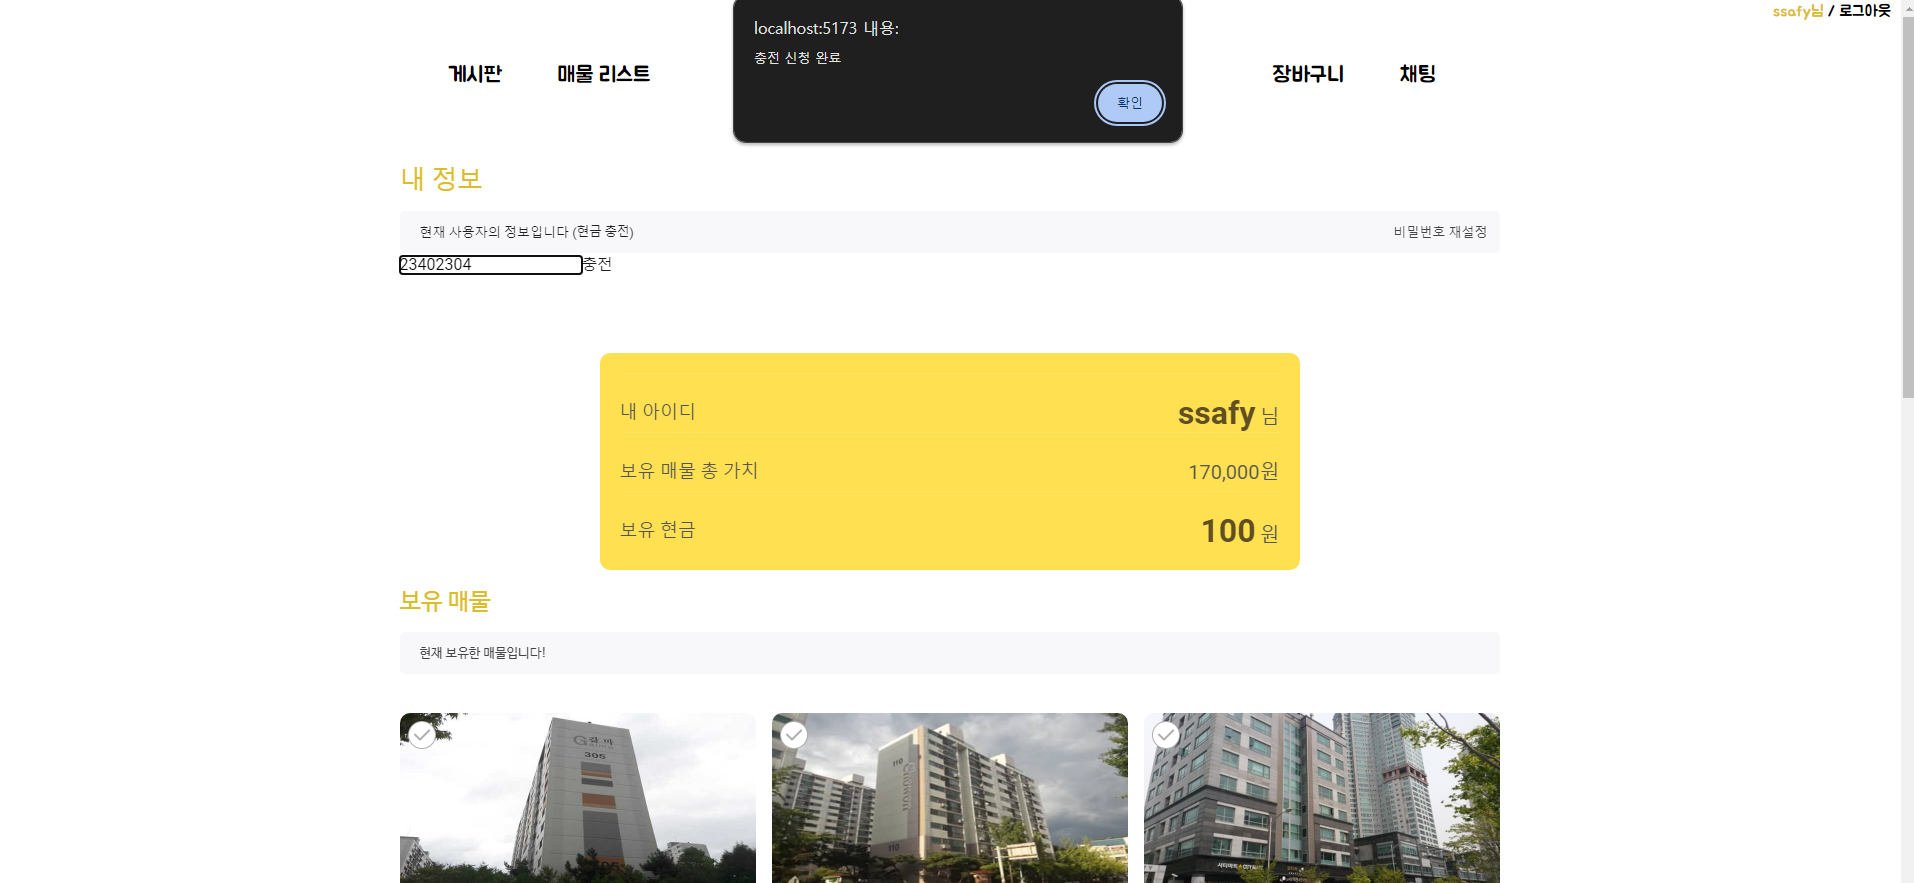 ssafy님 / 로그아웃
localhost:5173 내용:
충전 신청 완료
확인
게시판 매물 리스트 장바구니 채팅
내 정보
현재 사용자의 정보입니다 (현금 충전) 비밀번호 재설정
23402304 충전
내 아이디 ssafy 님
보유 매물 총 가치 170,000원
보유 현금 100 원
보유 매물
현재 보유한 매물입니다!
305
110
110